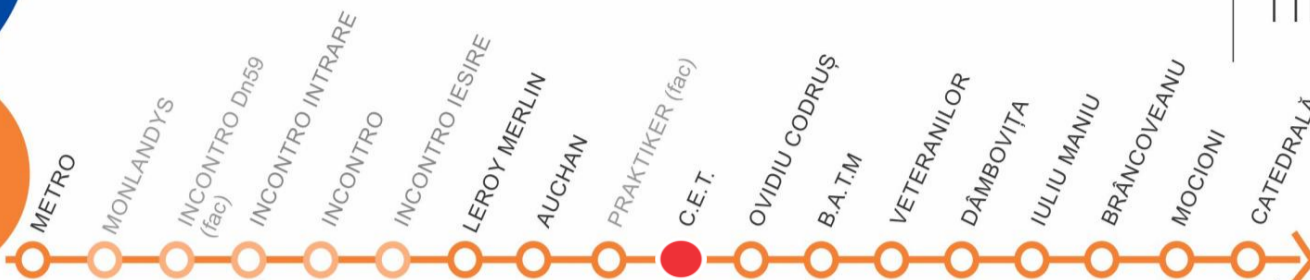 METRO
MONLANDYS
INCONTRO Dn59
(fac)
INCONTRO INTRARE
INCONTRO
INCONTRO IESIRE
LEROY MERLIN
AUCHAN
PRAKTIKER (fac)
C.E.T.
OVIDIU CODRUȘ
B.A.T.M
VETERANILOR
DÂMBOVIȚA
IULIU MANIU
BRÂNCOVEANU
MOCIONI
CATEDRALĂ